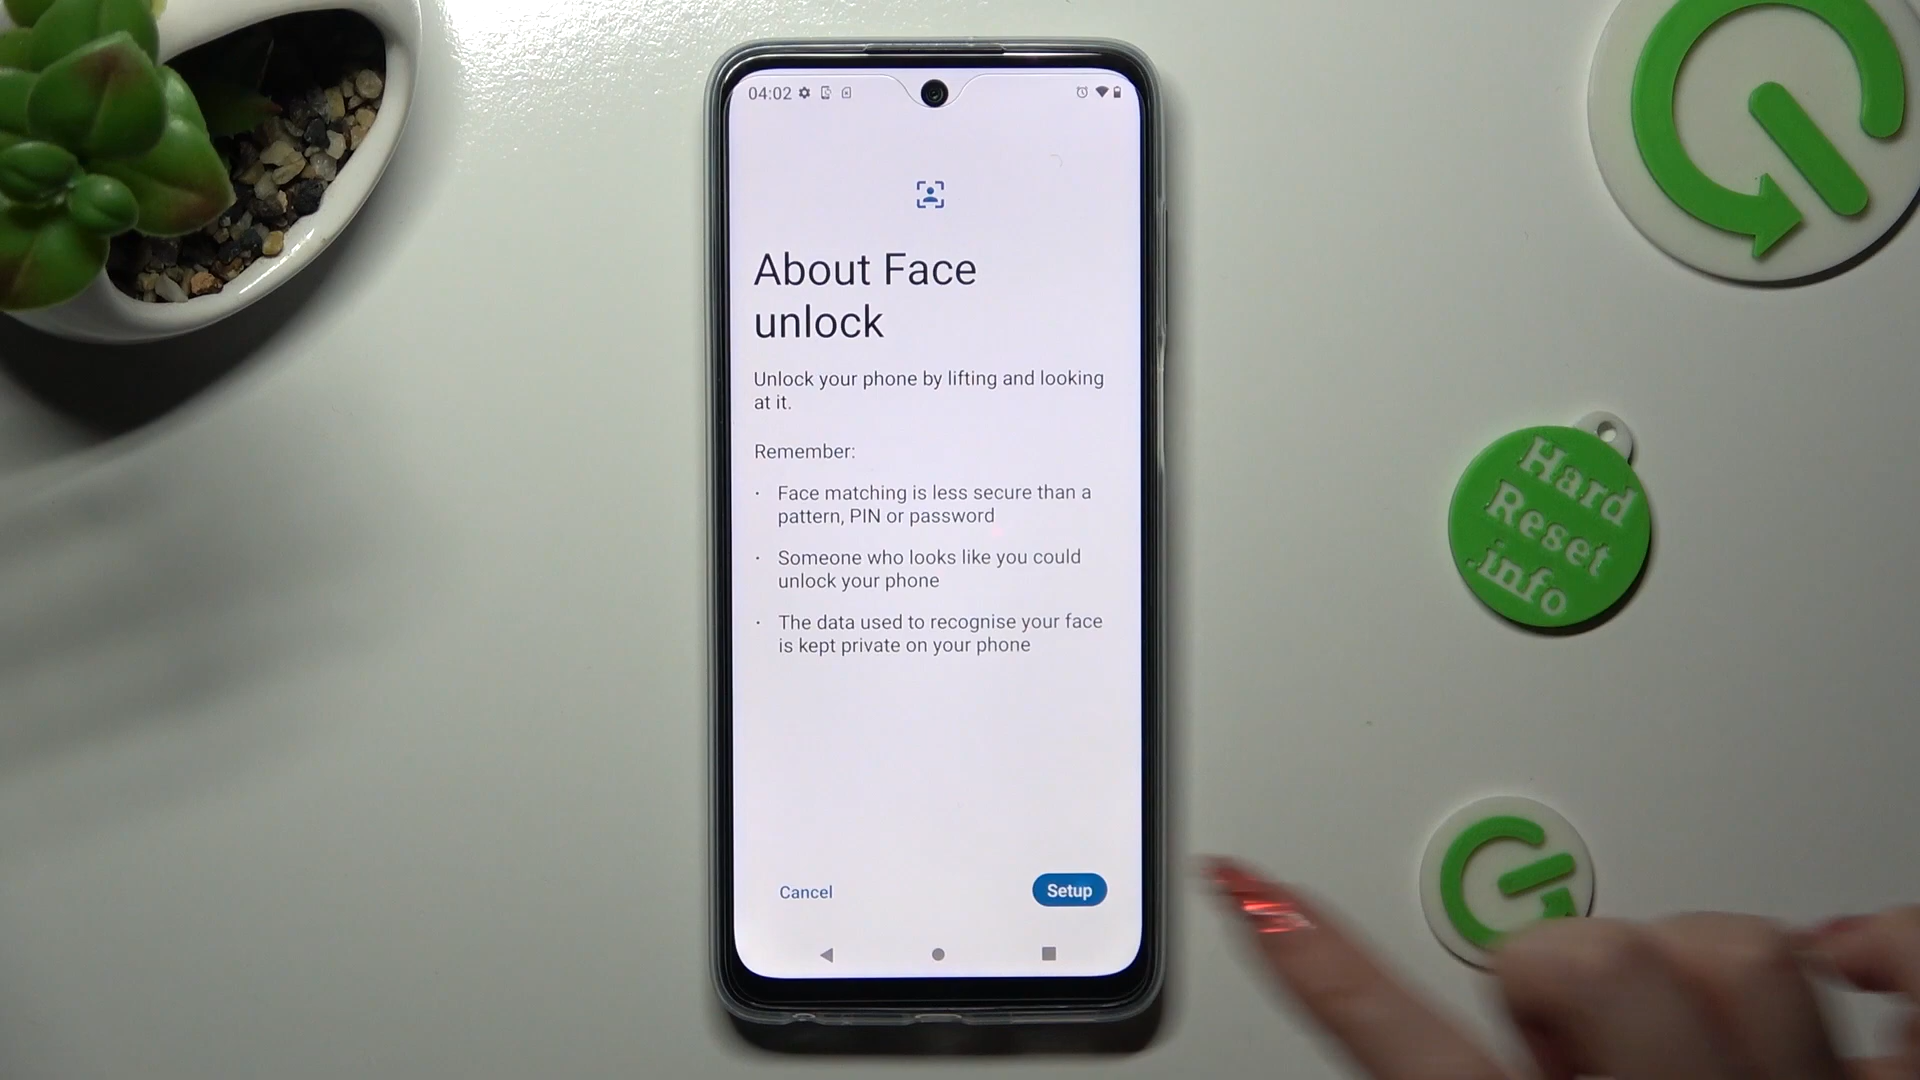 04:02
About Face
unlock
Unlock your phone by lifting and looking
at it.
Remember:
· Face matching is less secure than a
pattern, PIN or password
· Someone who looks like you could
unlock your phone
· The data used to recognise your face
is kept private on your phone
Cancel
Setup
Hard
Reset
.info